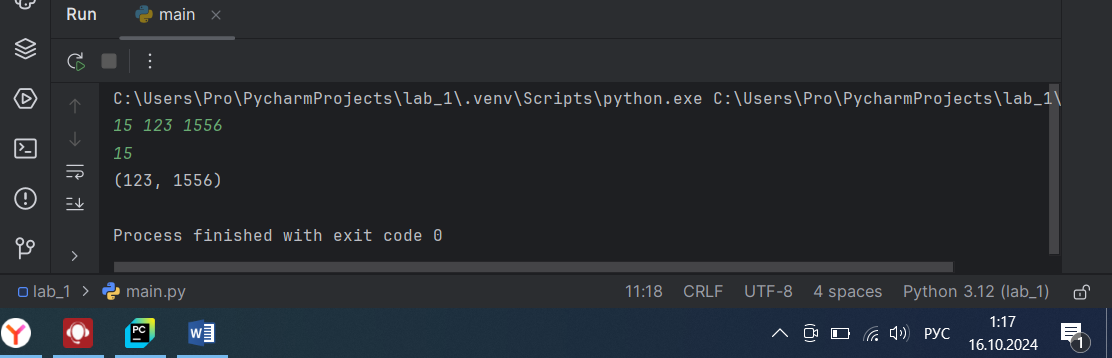 Run main
C:\Users\Pro\PycharmProjects\lab_1\.venv\Scripts\python.exe C:\Users\Pro\PycharmProjects\lab_1\
15 123 1556
15
(123, 1556)
Process finished with exit code 0
lab_1 > main.py 11:18 CRLF UTF-8 4 spaces Python 3.12 (lab_1)
Y PC W РУС 1:17
16.10.2024 1